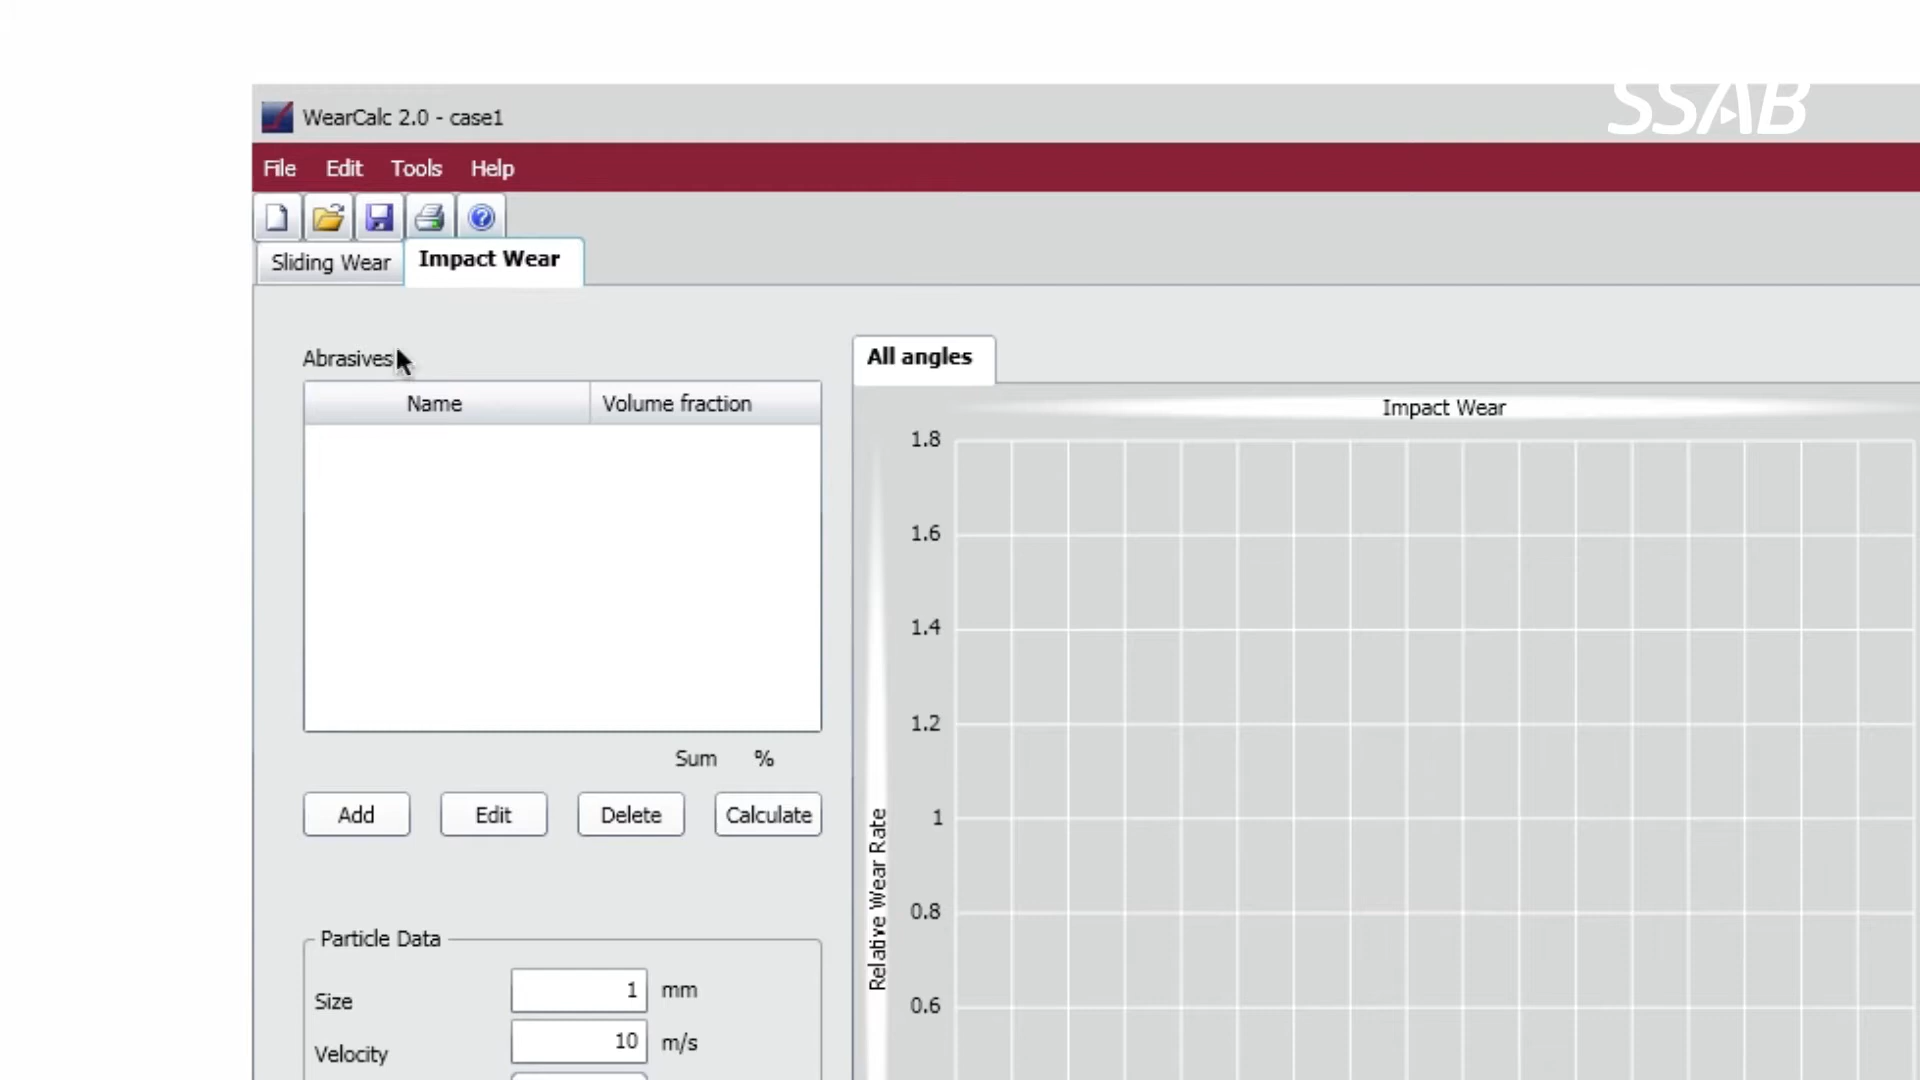 SSAB
WearCalc 2.0 - case1
File Edit Tools Help
Sliding Wear Impact Wear
Abrasives
Name Volume fraction
Sum %
Add Edit Delete Calculate
Particle Data
Size 1 mm
Velocity 10 m/s
All angles
Impact Wear
1.8
1.6
1.4
1.2
1
0.8
0.6
Relative Wear Rate